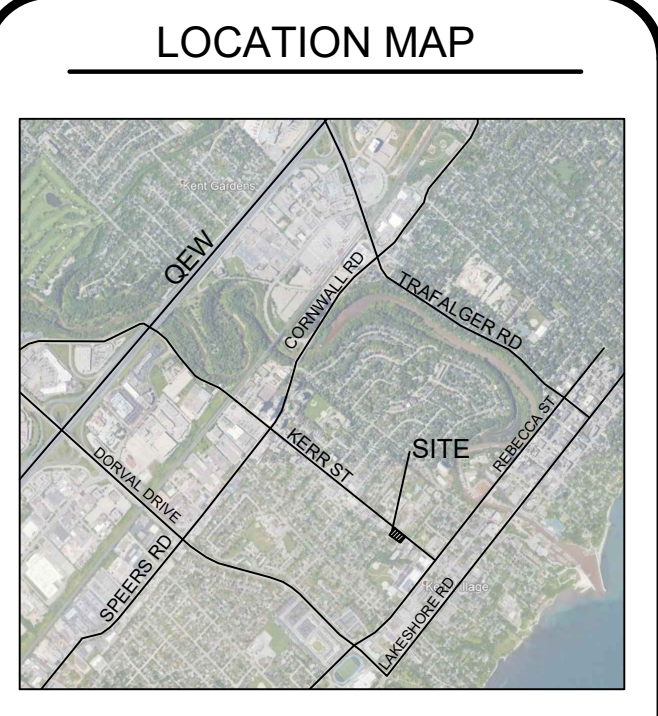 LOCATION MAP
Kent Gardens
QEW
CORNWALL RD
TRAFALGER RD
KERR ST
SITE
REBECCA ST
DORVAL DRIVE
SPEERS RD
LAKESHORE RD